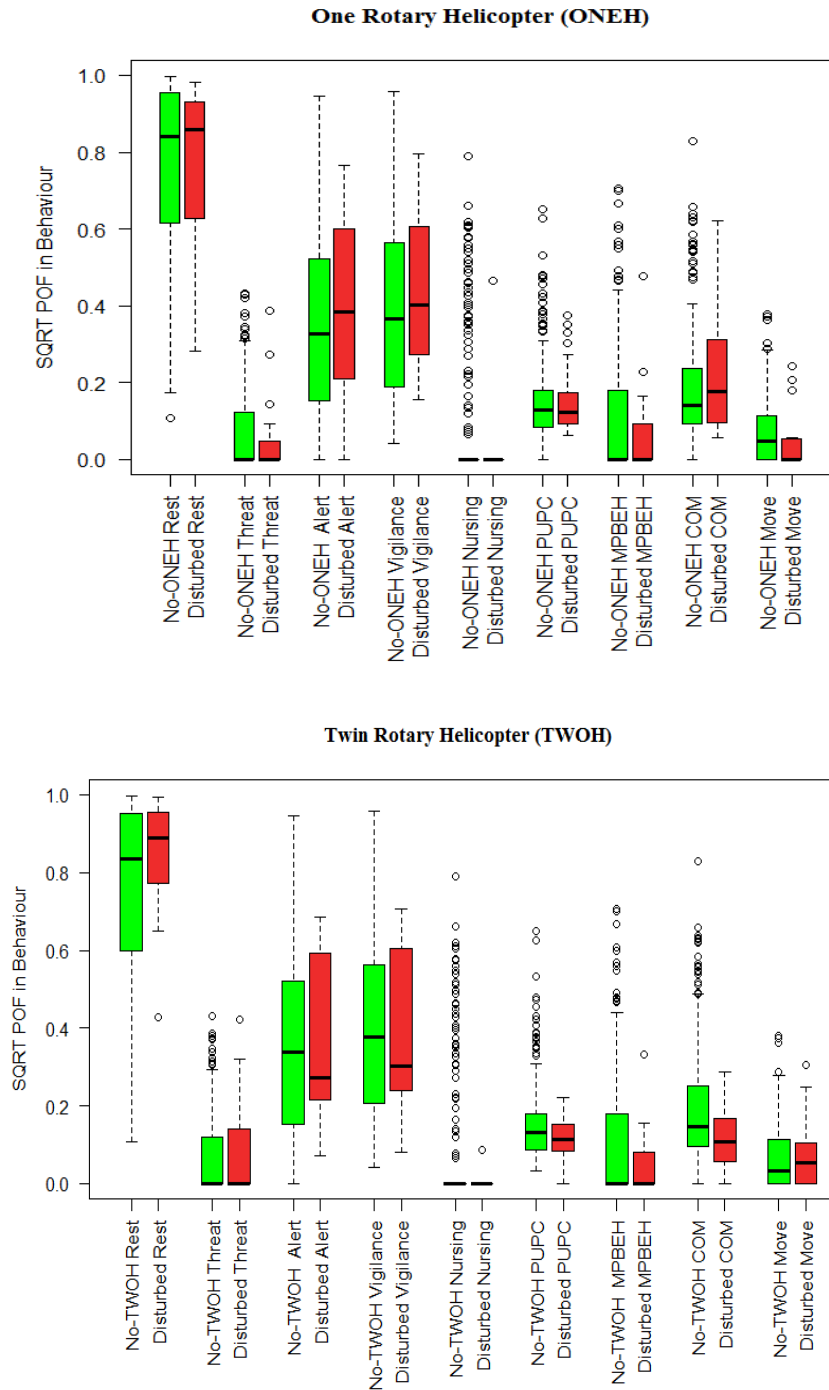 One Rotary Helicopter (ONEH)
SQRT POF in Behaviour
1.0
0.8
0.6
0.4
0.2
0.0
No-ONEH Rest
Disturbed Rest
No-ONEH Threat
Disturbed Threat
No-ONEH Alert
Disturbed Alert
No-ONEH Vigilance
Disturbed Vigilance
No-ONEH Nursing
Disturbed Nursing
No-ONEH PUPC
Disturbed PUPC
No-ONEH MPBEH
Disturbed MPBEH
No-ONEH COM
Disturbed COM
No-ONEH Move
Disturbed Move
Twin Rotary Helicopter (TWOH)
SQRT POF in Behaviour
1.0
0.8
0.6
0.4
0.2
0.0
No-TWOH Rest
Disturbed Rest
No-TWOH Threat
Disturbed Threat
No-TWOH Alert
Disturbed Alert
No-TWOH Vigilance
Disturbed Vigilance
No-TWOH Nursing
Disturbed Nursing
No-TWOH PUPC
Disturbed PUPC
No-TWOH MPBEH
Disturbed MPBEH
No-TWOH COM
Disturbed COM
No-TWOH Move
Disturbed Move